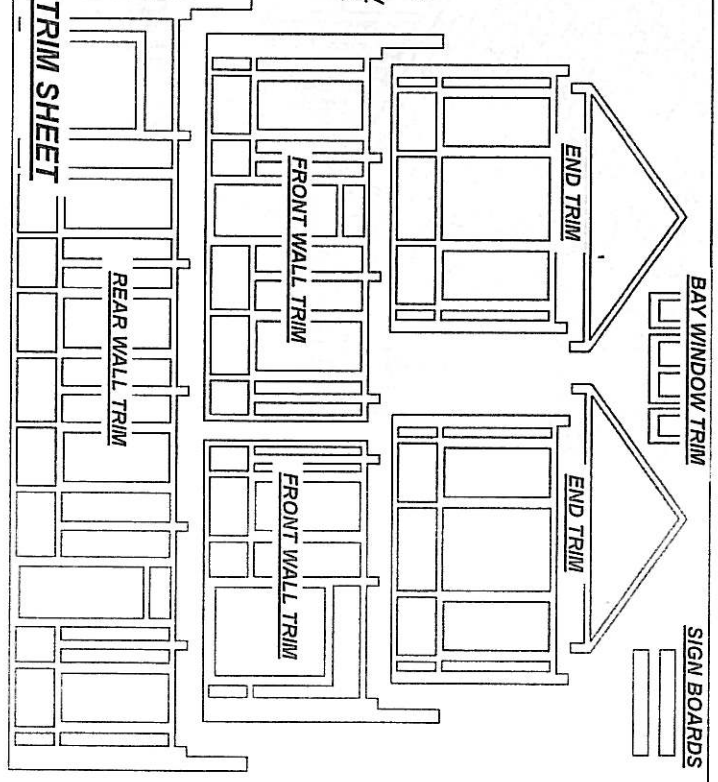 BAY WINDOW TRIM
SIGN BOARDS
END TRIM
END TRIM
FRONT WALL TRIM
FRONT WALL TRIM
REAR WALL TRIM
TRIM SHEET